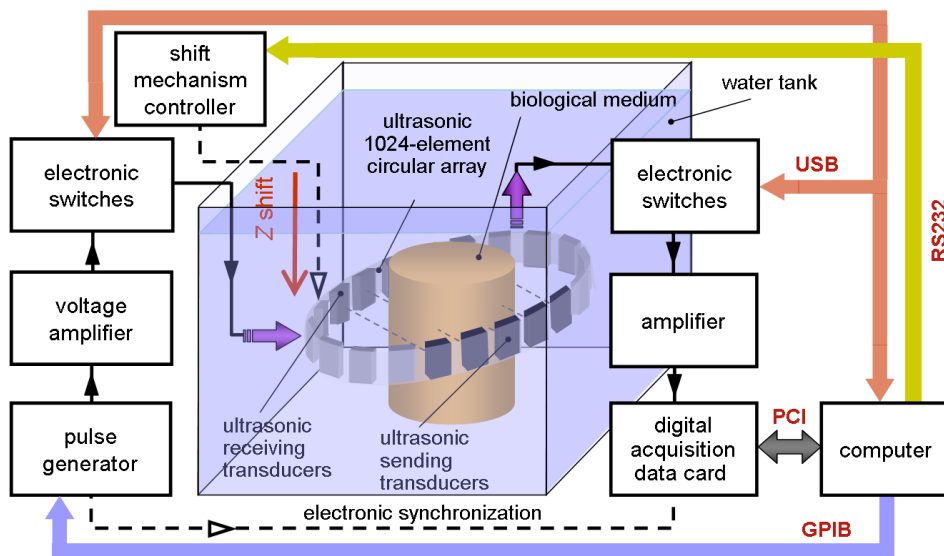 shift
mechanism
controller
electronic
switches
voltage
amplifier
pulse
generator
Z shift
ultrasonic
1024-element
circular array
biological medium
water tank
electronic
switches
USB
RS232
amplifier
digital
acquisition
data card
PCI
computer
ultrasonic
receiving
transducers
ultrasonic
sending
transducers
electronic synchronization
GPIB